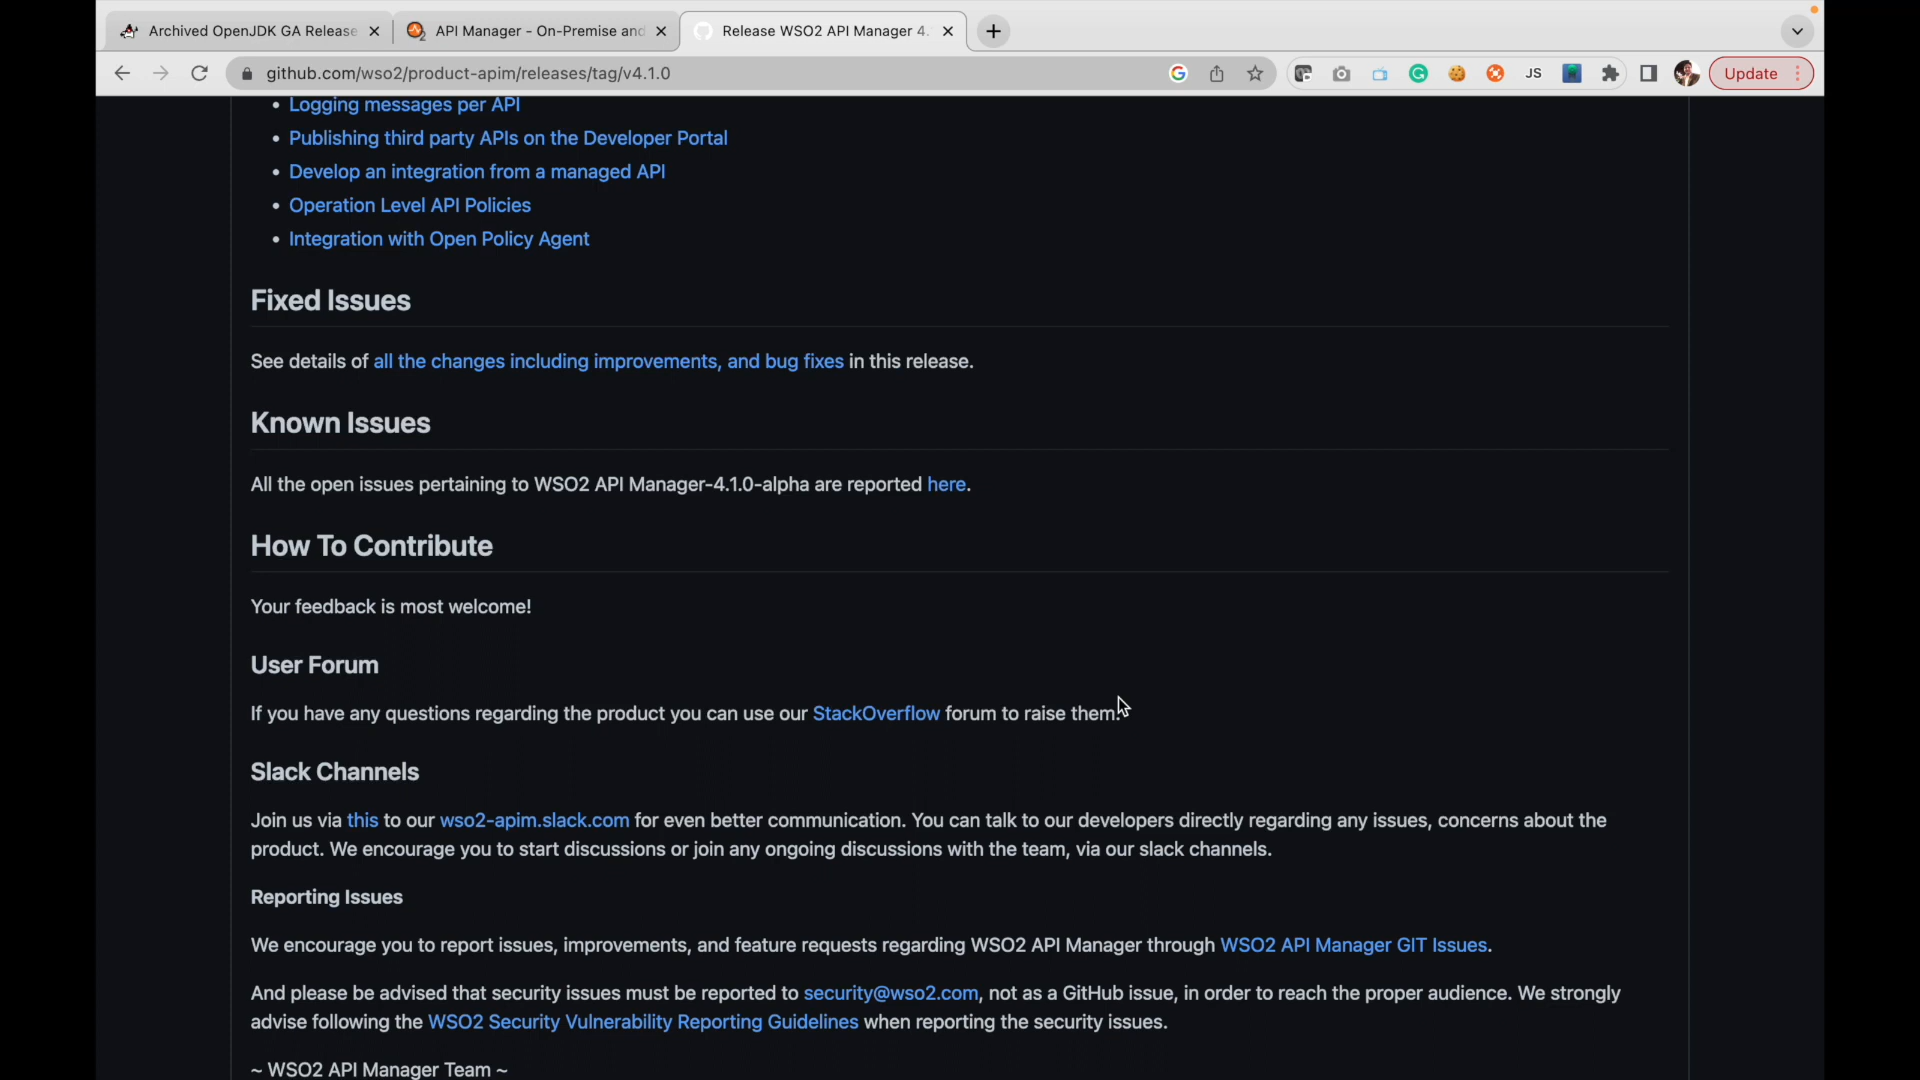 Archived OpenJDK GA Release
API Manager - On-Premise and
Release WSO2 API Manager 4.
github.com/wso2/product-apim/releases/tag/v4.1.0
JS
Update
Logging messages per API
Publishing third party APIs on the Developer Portal
Develop an integration from a managed API
Operation Level API Policies
Integration with Open Policy Agent
Fixed Issues
See details of all the changes including improvements, and bug fixes in this release.
Known Issues
All the open issues pertaining to WSO2 API Manager-4.1.0-alpha are reported here.
How To Contribute
Your feedback is most welcome!
User Forum
If you have any questions regarding the product you can use our StackOverflow forum to raise them.
Slack Channels
Join us via this to our wso2-apim.slack.com for even better communication. You can talk to our developers directly regarding any issues, concerns about the
product. We encourage you to start discussions or join any ongoing discussions with the team, via our slack channels.
Reporting Issues
We encourage you to report issues, improvements, and feature requests regarding WSO2 API Manager through WSO2 API Manager GIT Issues.
And please be advised that security issues must be reported to security@wso2.com, not as a GitHub issue, in order to reach the proper audience. We strongly
advise following the WSO2 Security Vulnerability Reporting Guidelines when reporting the security issues.
~ WSO2 API Manager Team ~